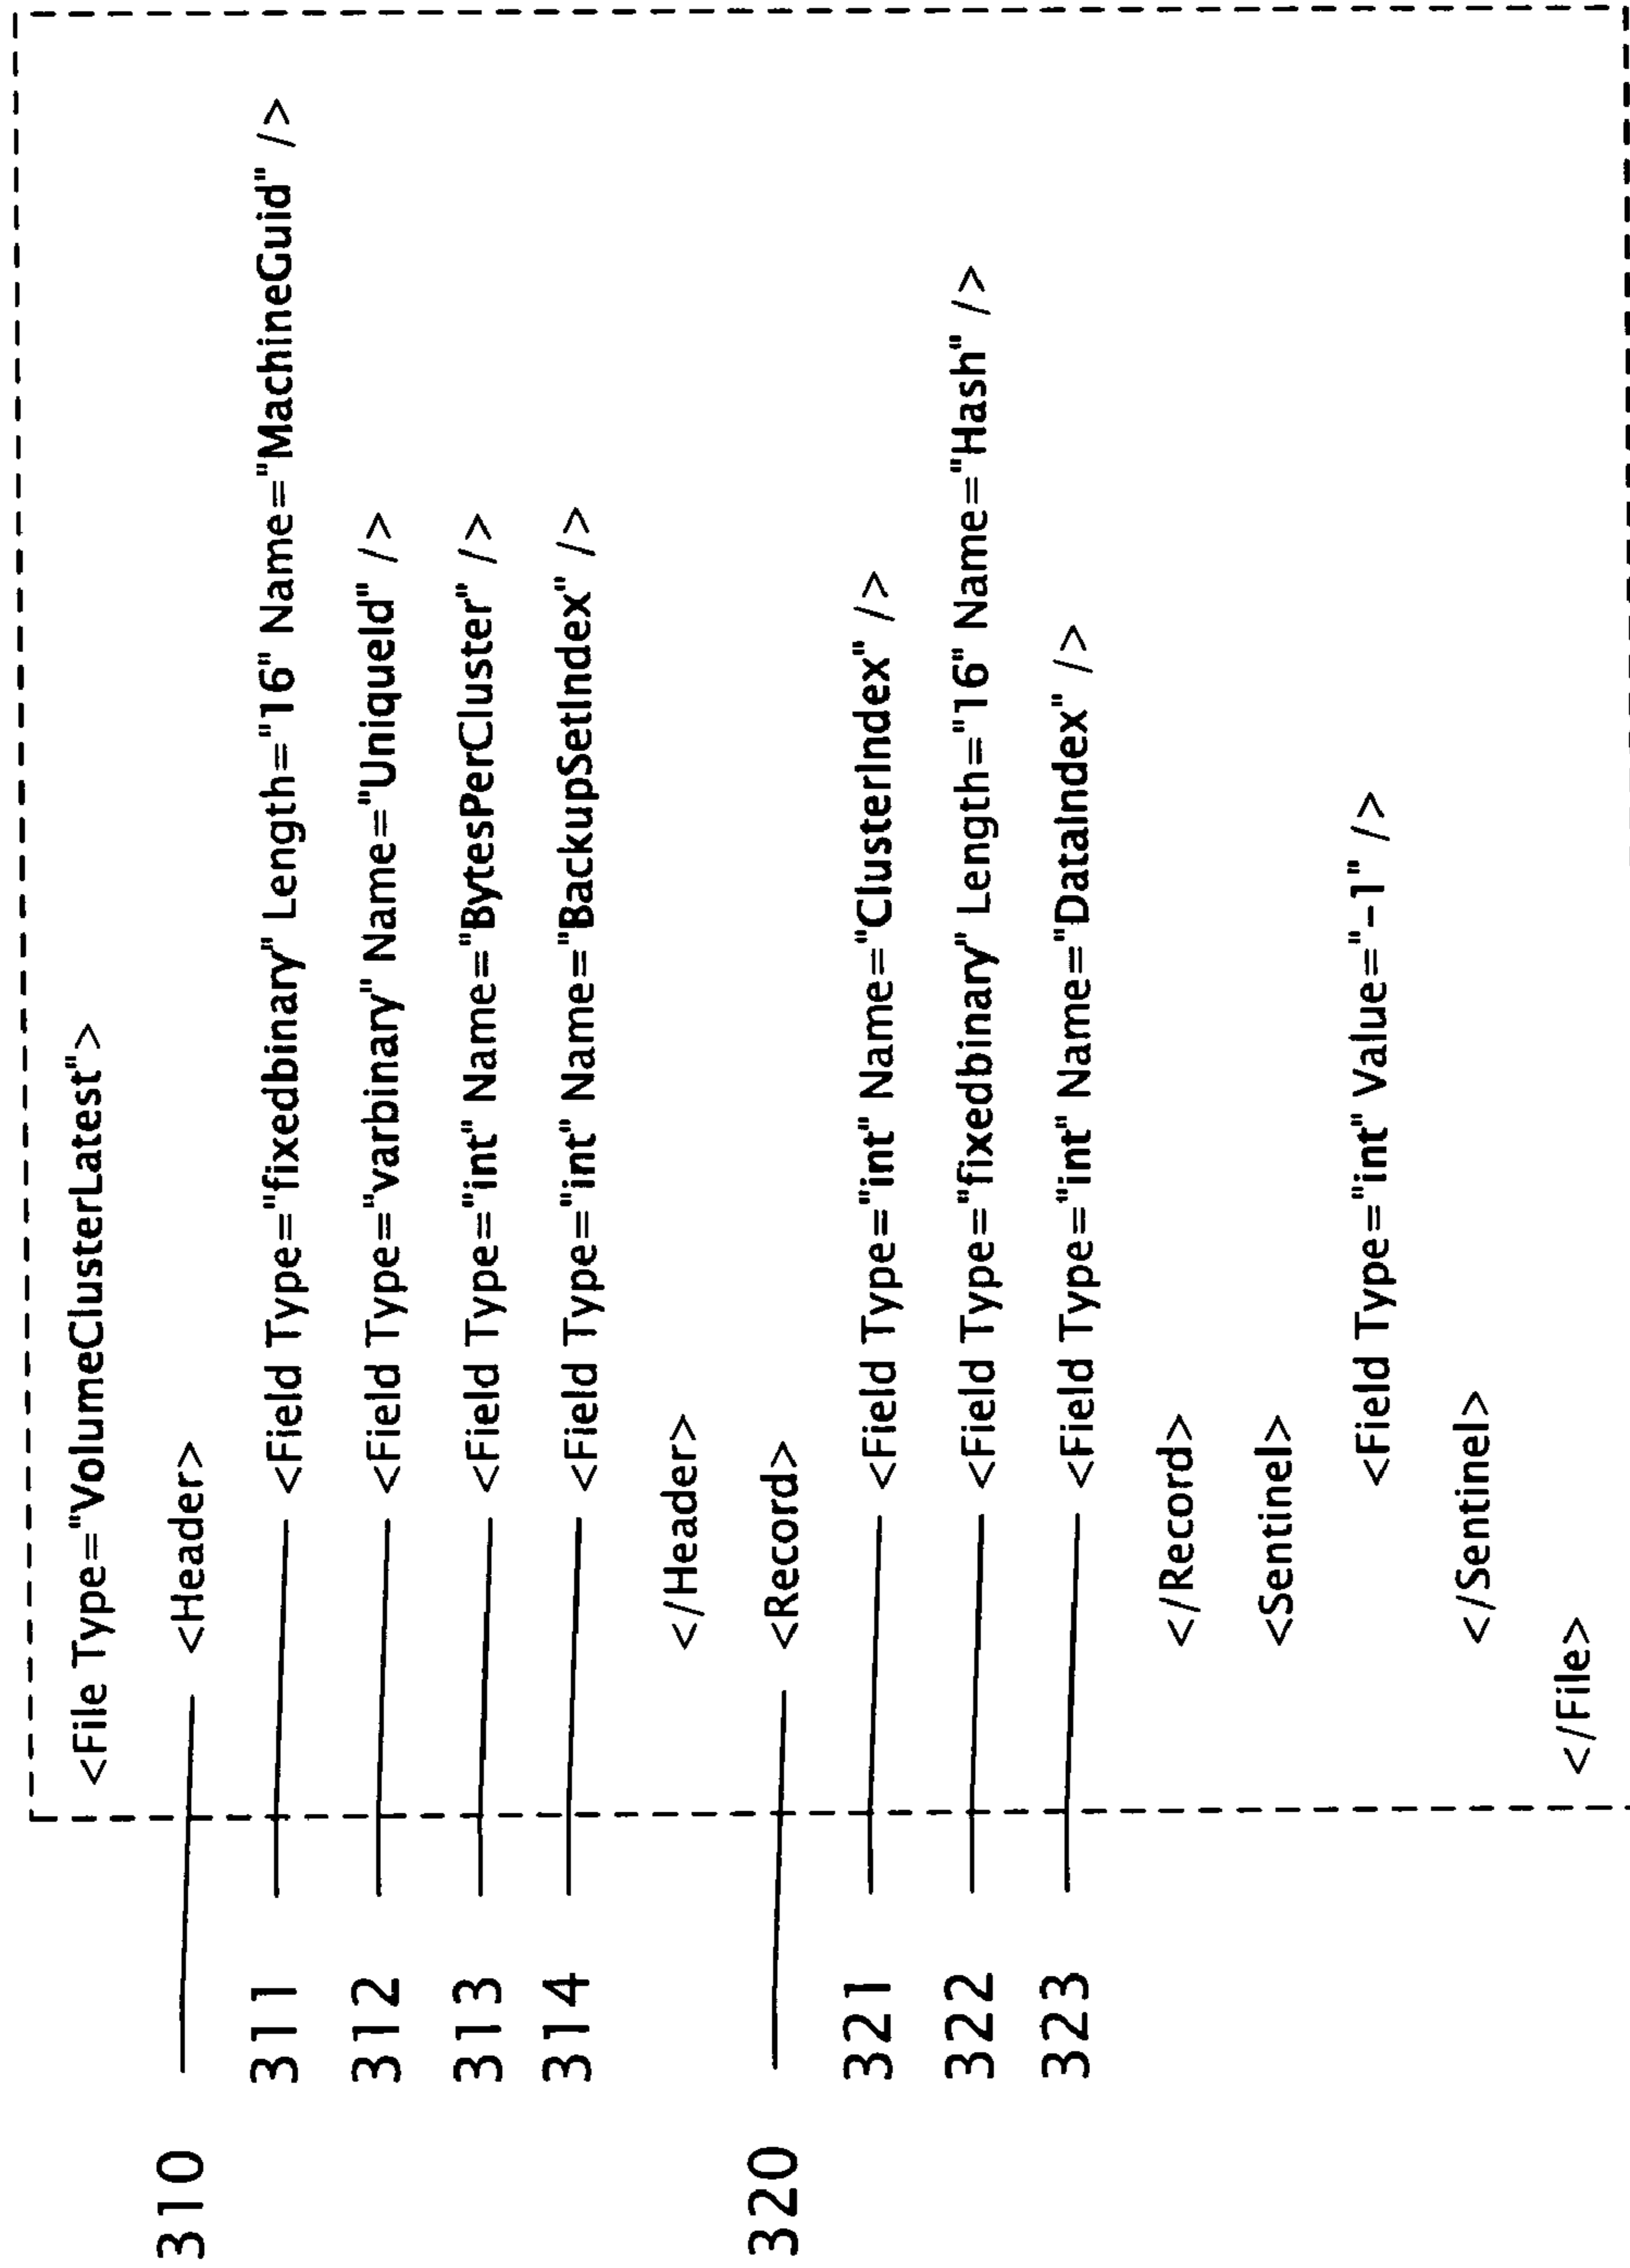 <File Type="VolumeClusterLatest">
310 <Header>
311 <Field Type="fixedbinary" Length="16" Name="MachineGuid" />
312 <Field Type="varbinary" Name="UniqueId" />
313 <Field Type="int" Name="BytesPerCluster" />
314 <Field Type="int" Name="BackupSetIndex" />
</Header>
320 <Record>
321 <Field Type="int" Name="ClusterIndex" />
322 <Field Type="fixedbinary" Length="16" Name="Hash" />
323 <Field Type="int" Name="DataIndex" />
</Record>
<Sentinel>
<Field Type="int" Value="-1" />
</Sentinel>
</File>